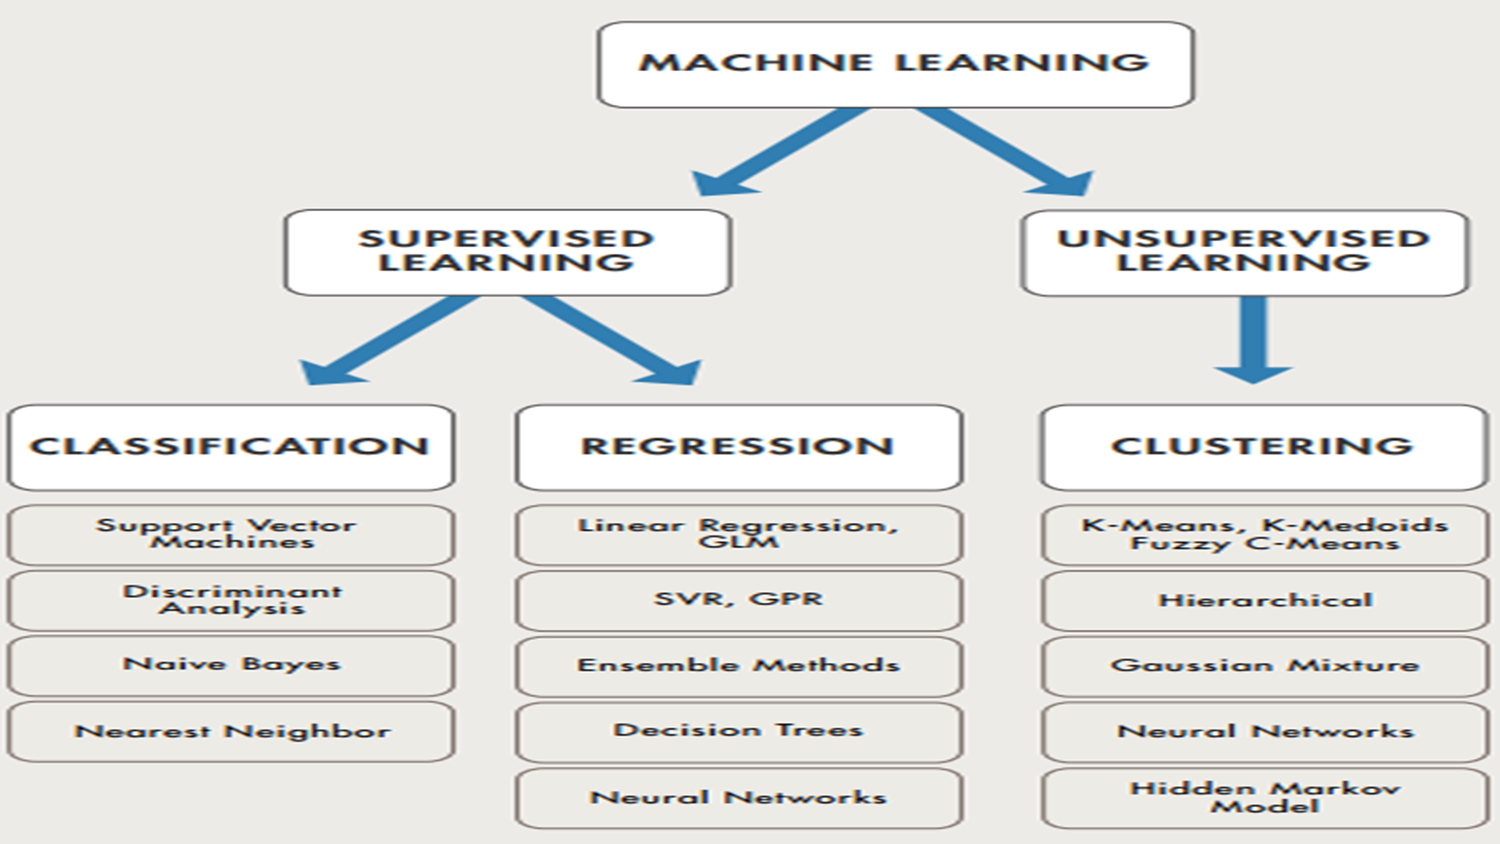 MACHINE LEARNING
SUPERVISED
LEARNING
UNSUPERVISED
LEARNING
CLASSIFICATION
Support Vector
Machines
Discriminant
Analysis
Naive Bayes
Nearest Neighbor
REGRESSION
Linear Regression,
GLM
SVR, GPR
Ensemble Methods
Decision Trees
Neural Networks
CLUSTERING
K-Means, K-Medoids
Fuzzy C-Means
Hierarchical
Gaussian Mixture
Neural Networks
Hidden Markov
Model